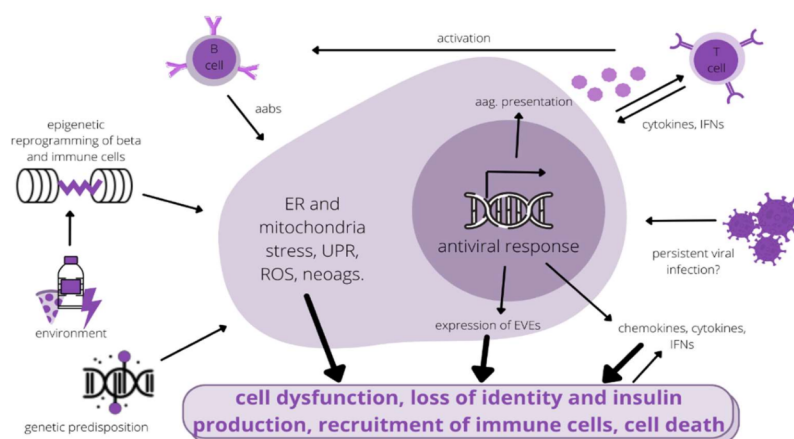 activation
B
cell
T
cell
aabs
aag. presentation
cytokines, IFNs
epigenetic
reprogramming of beta
and immune cells
ER and
mitochondria
stress, UPR,
ROS, neoags.
antiviral response
persistent viral
infection?
environment
expression of EVEs
chemokines, cytokines,
IFNs
genetic predisposition
cell dysfunction, loss of identity and insulin
production, recruitment of immune cells, cell death